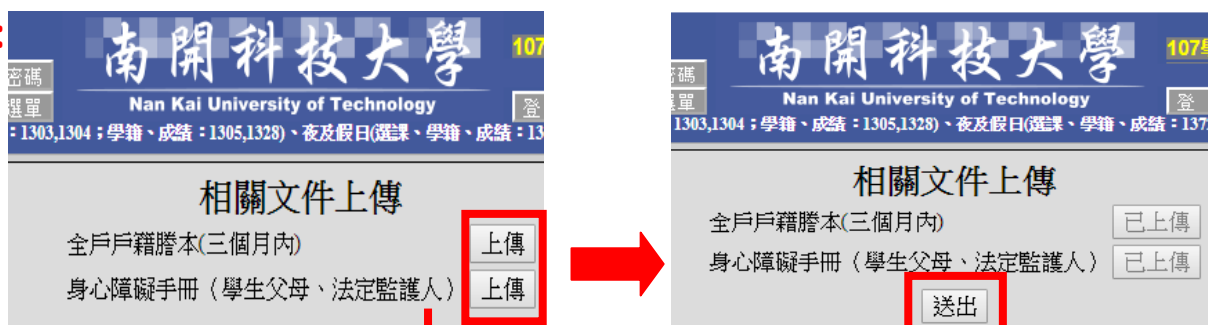 南開科技大學
107
密碼
Nan Kai University of Technology
選單
登
：1303,1304；學籍、成績：1305,1328)、夜及假日(選課、學籍、成績：13
相關文件上傳
全戶戶籍謄本(三個月內) 上傳
身心障礙手冊（學生父母、法定監護人） 上傳
南開科技大學
107學
碼
Nan Kai University of Technology
單
登
1303,1304；學籍、成績：1305,1328)、夜及假日(選課、學籍、成績：137
相關文件上傳
全戶戶籍謄本(三個月內) 已上傳
身心障礙手冊（學生父母、法定監護人） 已上傳
送出